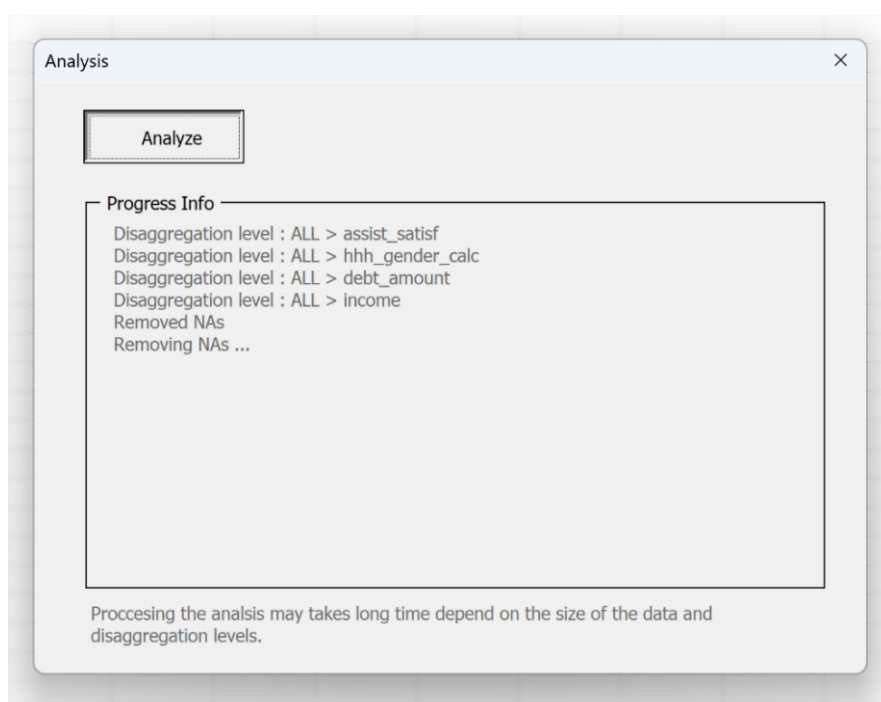 Analysis
Analyze
Progress Info
Disaggregation level : ALL > assist_satisf
Disaggregation level : ALL > hhh_gender_calc
Disaggregation level : ALL > debt_amount
Disaggregation level : ALL > income
Removed NAs
Removing NAs ...
Proccesing the analsis may takes long time depend on the size of the data and
disaggregation levels.